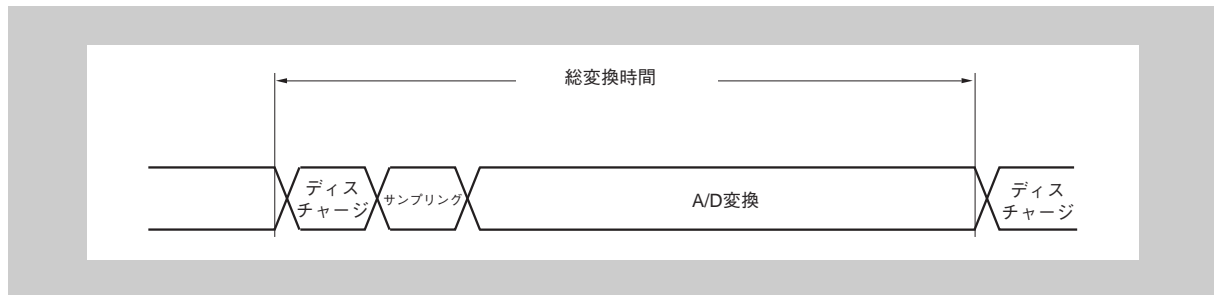 総変換時間
ディス
チャージ
サンプリング
A/D変換
ディス
チャージ